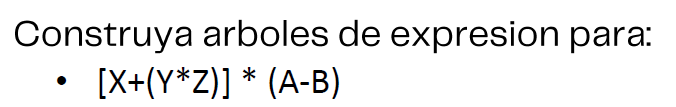 Construya arboles de expresion para:
• [X+(Y*Z)] * (A-B)